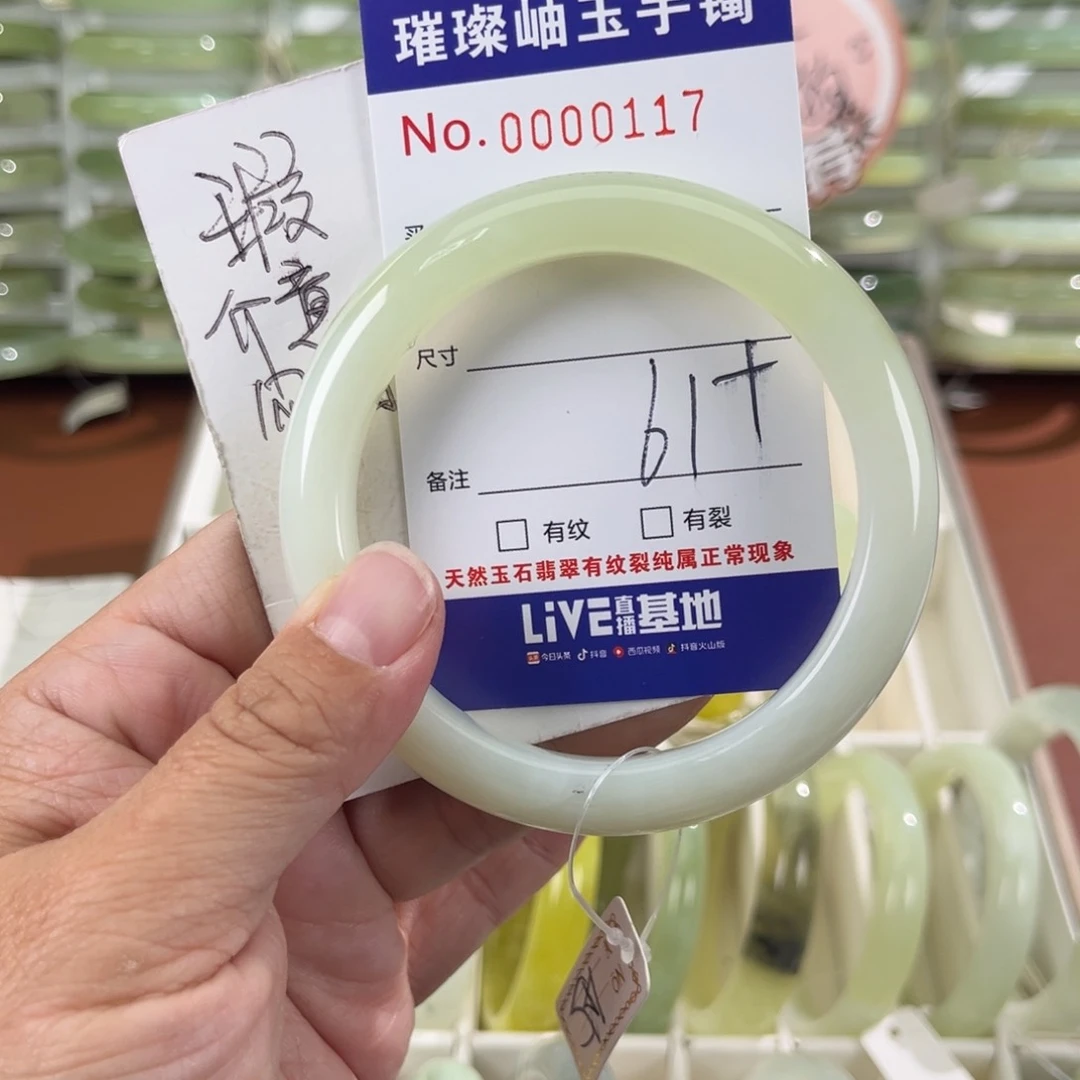 璀璨岫玉手镯
No.0000117
尺寸
61+
备注
有纹
有裂
天然玉石翡翠有纹裂纯属正常现象
LiVE直播基地
今日头条 抖音 西瓜视频 抖音火山版
介意